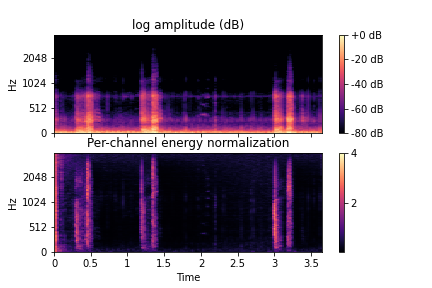 log amplitude (dB)
Hz
2048
1024
512
0
+0 dB
-20 dB
-40 dB
-60 dB
-80 dB
Per-channel energy normalization
Hz
2048
1024
512
0
4
2
0 0.5 1 1.5 2 2.5 3 3.5
Time